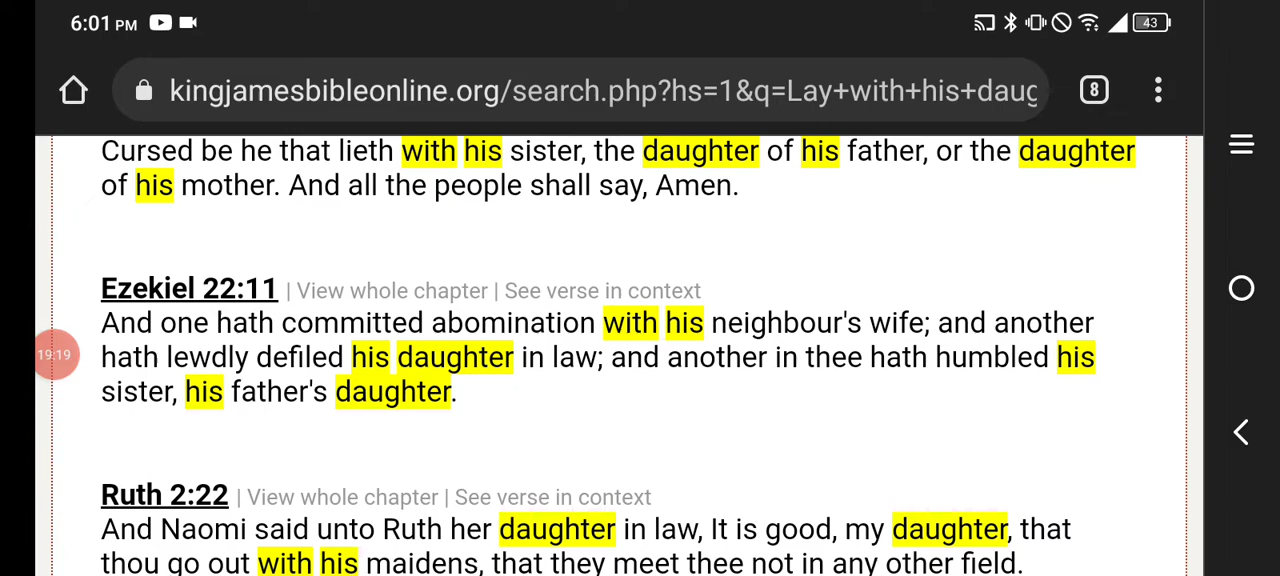 6:01 PM
43
kingjamesbibleonline.org/search.php?hs=1&q=Lay+with+his+daug
8
Cursed be he that lieth with his sister, the daughter of his father, or the daughter
of his mother. And all the people shall say, Amen.
Ezekiel 22:11 | View whole chapter | See verse in context
And one hath committed abomination with his neighbour's wife; and another
19:19
hath lewdly defiled his daughter in law; and another in thee hath humbled his
sister, his father's daughter.
Ruth 2:22 | View whole chapter | See verse in context
And Naomi said unto Ruth her daughter in law, It is good, my daughter, that
thou go out with his maidens, that they meet thee not in any other field.